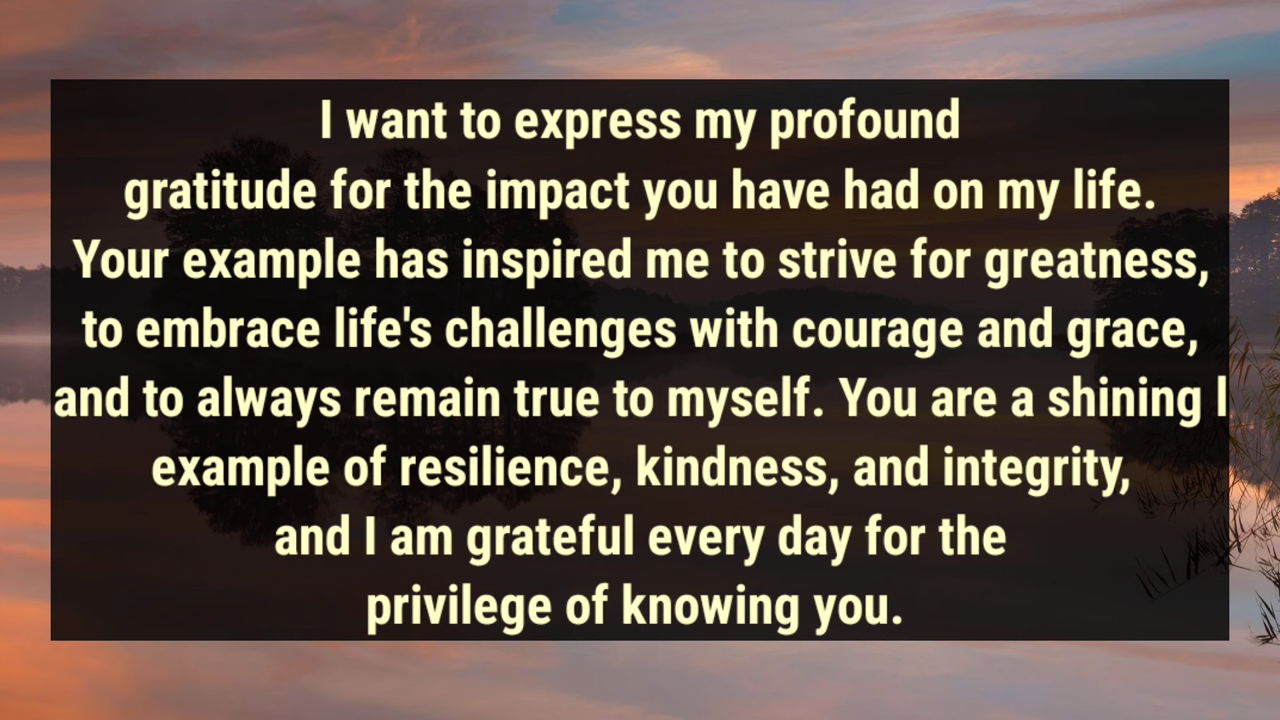 I want to express my profound
gratitude for the impact you have had on my life.
Your example has inspired me to strive for greatness,
to embrace life's challenges with courage and grace,
and to always remain true to myself. You are a shining l
example of resilience, kindness, and integrity,
and I am grateful every day for the
privilege of knowing you.